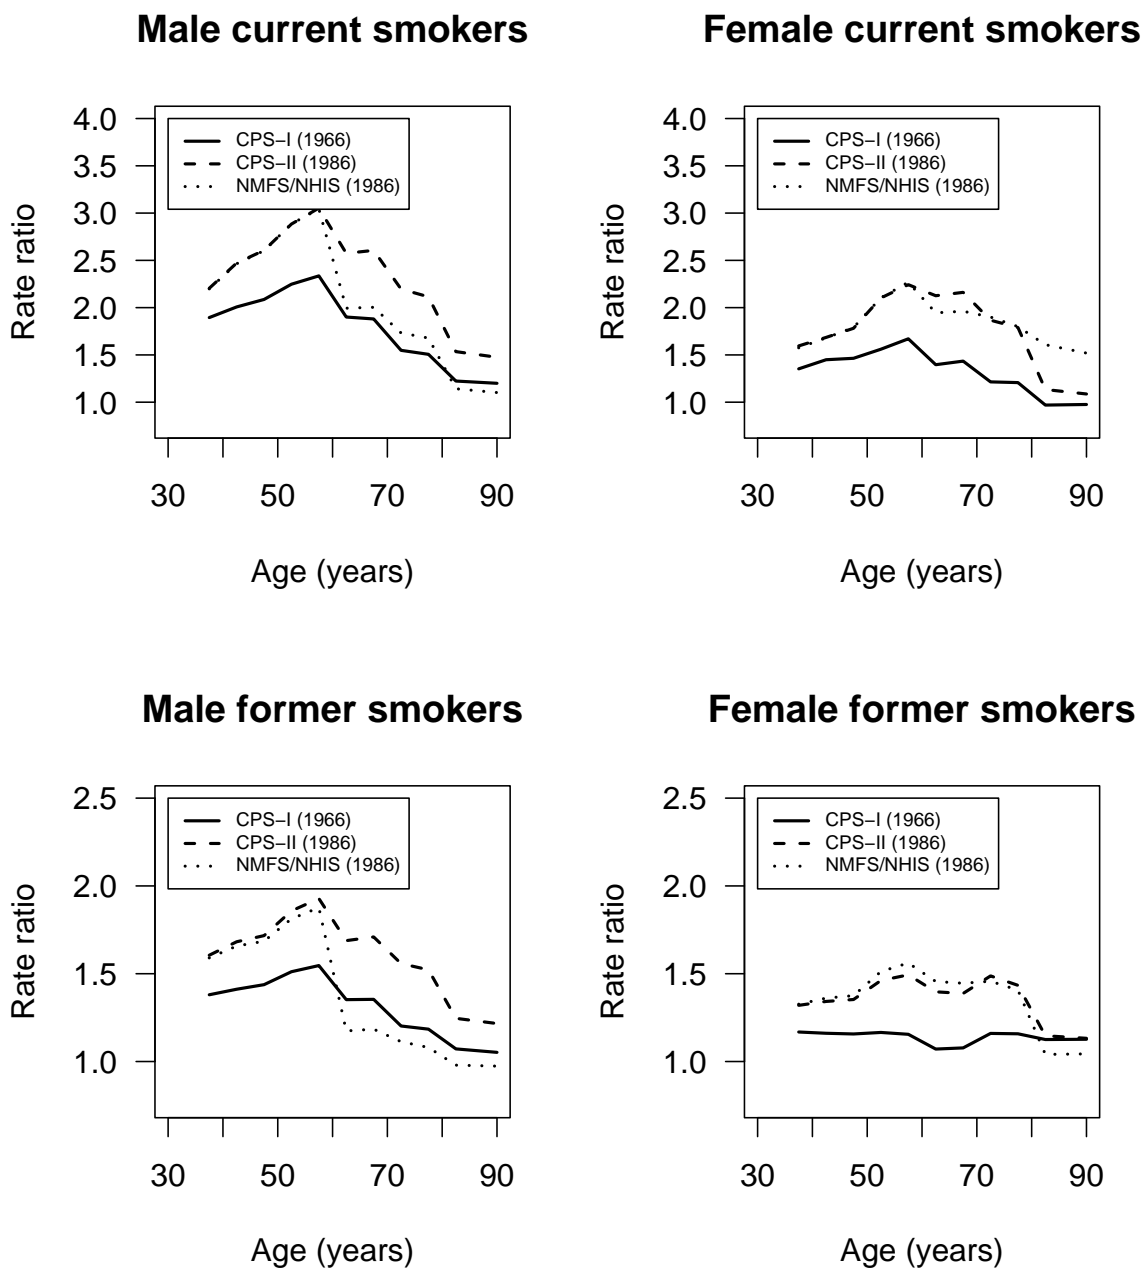 Male current smokers
Rate ratio
4.0
3.5
3.0
2.5
2.0
1.5
1.0
CPS−I (1966)
CPS−II (1986)
NMFS/NHIS (1986)
30 50 70 90
Age (years)
Female current smokers
Rate ratio
4.0
3.5
3.0
2.5
2.0
1.5
1.0
CPS−I (1966)
CPS−II (1986)
NMFS/NHIS (1986)
30 50 70 90
Age (years)
Male former smokers
Rate ratio
2.5
2.0
1.5
1.0
CPS−I (1966)
CPS−II (1986)
NMFS/NHIS (1986)
30 50 70 90
Age (years)
Female former smokers
Rate ratio
2.5
2.0
1.5
1.0
CPS−I (1966)
CPS−II (1986)
NMFS/NHIS (1986)
30 50 70 90
Age (years)